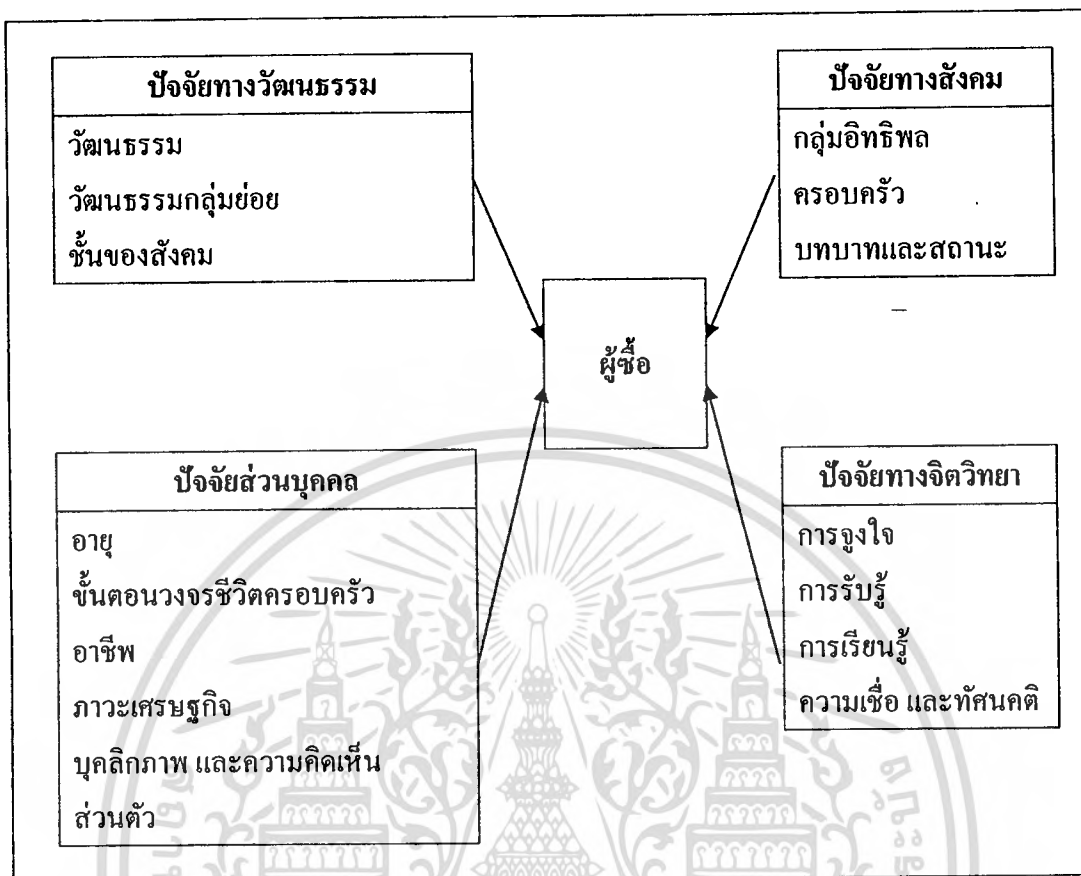 ปัจจัยทางวัฒนธรรม
วัฒนธรรม
วัฒนธรรมกลุ่มย่อย
ชั้นของสังคม
ปัจจัยทางสังคม
กลุ่มอิทธิพล
ครอบครัว
บทบาทและสถานะ
ผู้ซื้อ
ปัจจัยส่วนบุคคล
อายุ
ขั้นตอนวงจรชีวิตครอบครัว
อาชีพ
ภาวะเศรษฐกิจ
บุคลิกภาพ และความคิดเห็น
ส่วนตัว
ปัจจัยทางจิตวิทยา
การจูงใจ
การรับรู้
การเรียนรู้
ความเชื่อ และทัศนคติ